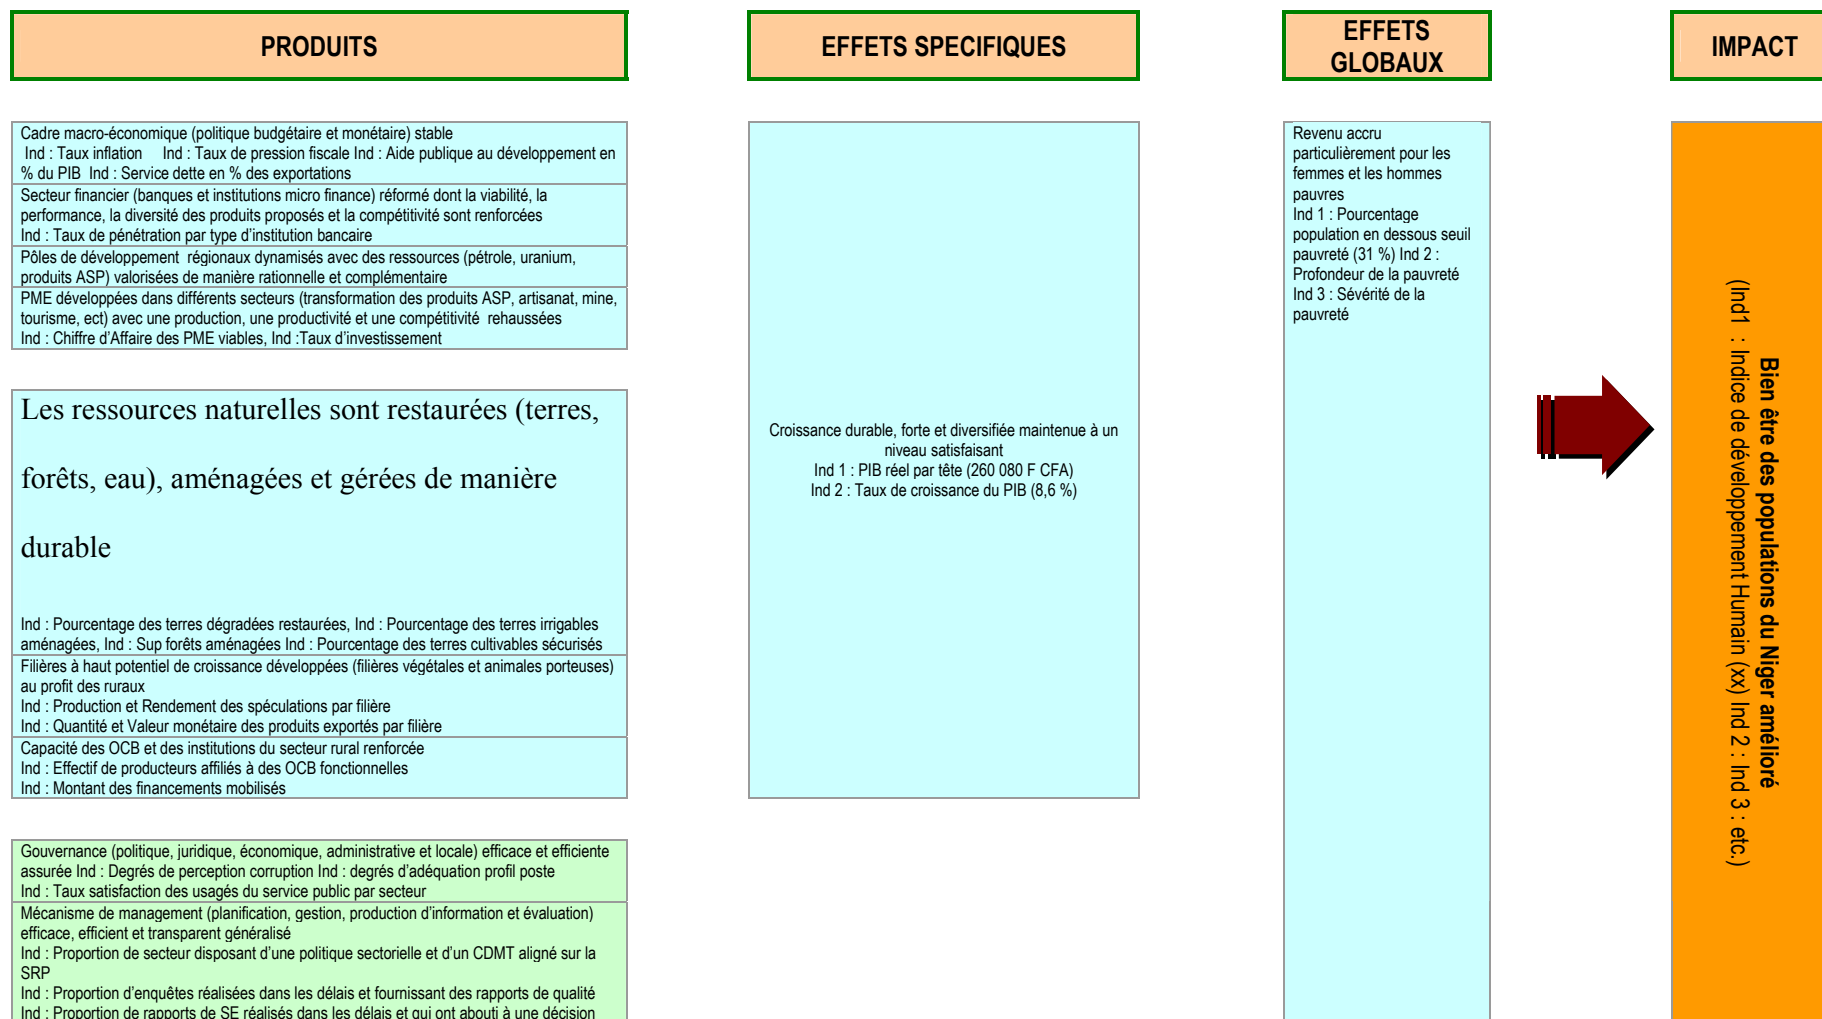 PRODUITS
EFFETS SPECIFIQUES
EFFETS
GLOBAUX
IMPACT
Cadre macro-économique (politique budgétaire et monétaire) stable
Ind : Taux inflation Ind : Taux de pression fiscale Ind : Aide publique au développement en
% du PIB Ind : Service dette en % des exportations
Secteur financier (banques et institutions micro finance) réformé dont la viabilité, la
performance, la diversité des produits proposés et la compétitivité sont renforcées
Ind : Taux de pénétration par type d’institution bancaire
Pôles de développement régionaux dynamisés avec des ressources (pétrole, uranium,
produits ASP) valorisées de manière rationnelle et complémentaire
PME développées dans différents secteurs (transformation des produits ASP, artisanat, mine,
tourisme, ect) avec une production, une productivité et une compétitivité rehaussées
Ind : Chiffre d’Affaire des PME viables, Ind :Taux d’investissement
Les ressources naturelles sont restaurées (terres,
forêts, eau), aménagées et gérées de manière
durable
Ind : Pourcentage des terres dégradées restaurées, Ind : Pourcentage des terres irrigables
aménagées, Ind : Sup forêts aménagées Ind : Pourcentage des terres cultivables sécurisés
Filières à haut potentiel de croissance développées (filières végétales et animales porteuses)
au profit des ruraux
Ind : Production et Rendement des spéculations par filière
Ind : Quantité et Valeur monétaire des produits exportés par filière
Capacité des OCB et des institutions du secteur rural renforcée
Ind : Effectif de producteurs affiliés à des OCB fonctionnelles
Ind : Montant des financements mobilisés
Gouvernance (politique, juridique, économique, administrative et locale) efficace et efficiente
assurée Ind : Degrés de perception corruption Ind : degrés d’adéquation profil poste
Ind : Taux satisfaction des usagés du service public par secteur
Mécanisme de management (planification, gestion, production d’information et évaluation)
efficace, efficient et transparent généralisé
Ind : Proportion de secteur disposant d’une politique sectorielle et d’un CDMT aligné sur la
SRP
Ind : Proportion d’enquêtes réalisées dans les délais et fournissant des rapports de qualité
Ind : Proportion de rapports de SE réalisés dans les délais et qui ont abouti à une décision
Croissance durable, forte et diversifiée maintenue à un
niveau satisfaisant
Ind 1 : PIB réel par tête (260 080 F CFA)
Ind 2 : Taux de croissance du PIB (8,6 %)
Revenu accru
particulièrement pour les
femmes et les hommes
pauvres
Ind 1 : Pourcentage
population en dessous seuil
pauvreté (31 %) Ind 2 :
Profondeur de la pauvreté
Ind 3 : Sévérité de la
pauvreté
Bien être des populations du Niger amélioré
(Ind1 : Indice de développement Humain (xx) Ind 2 : Ind 3 : etc.)